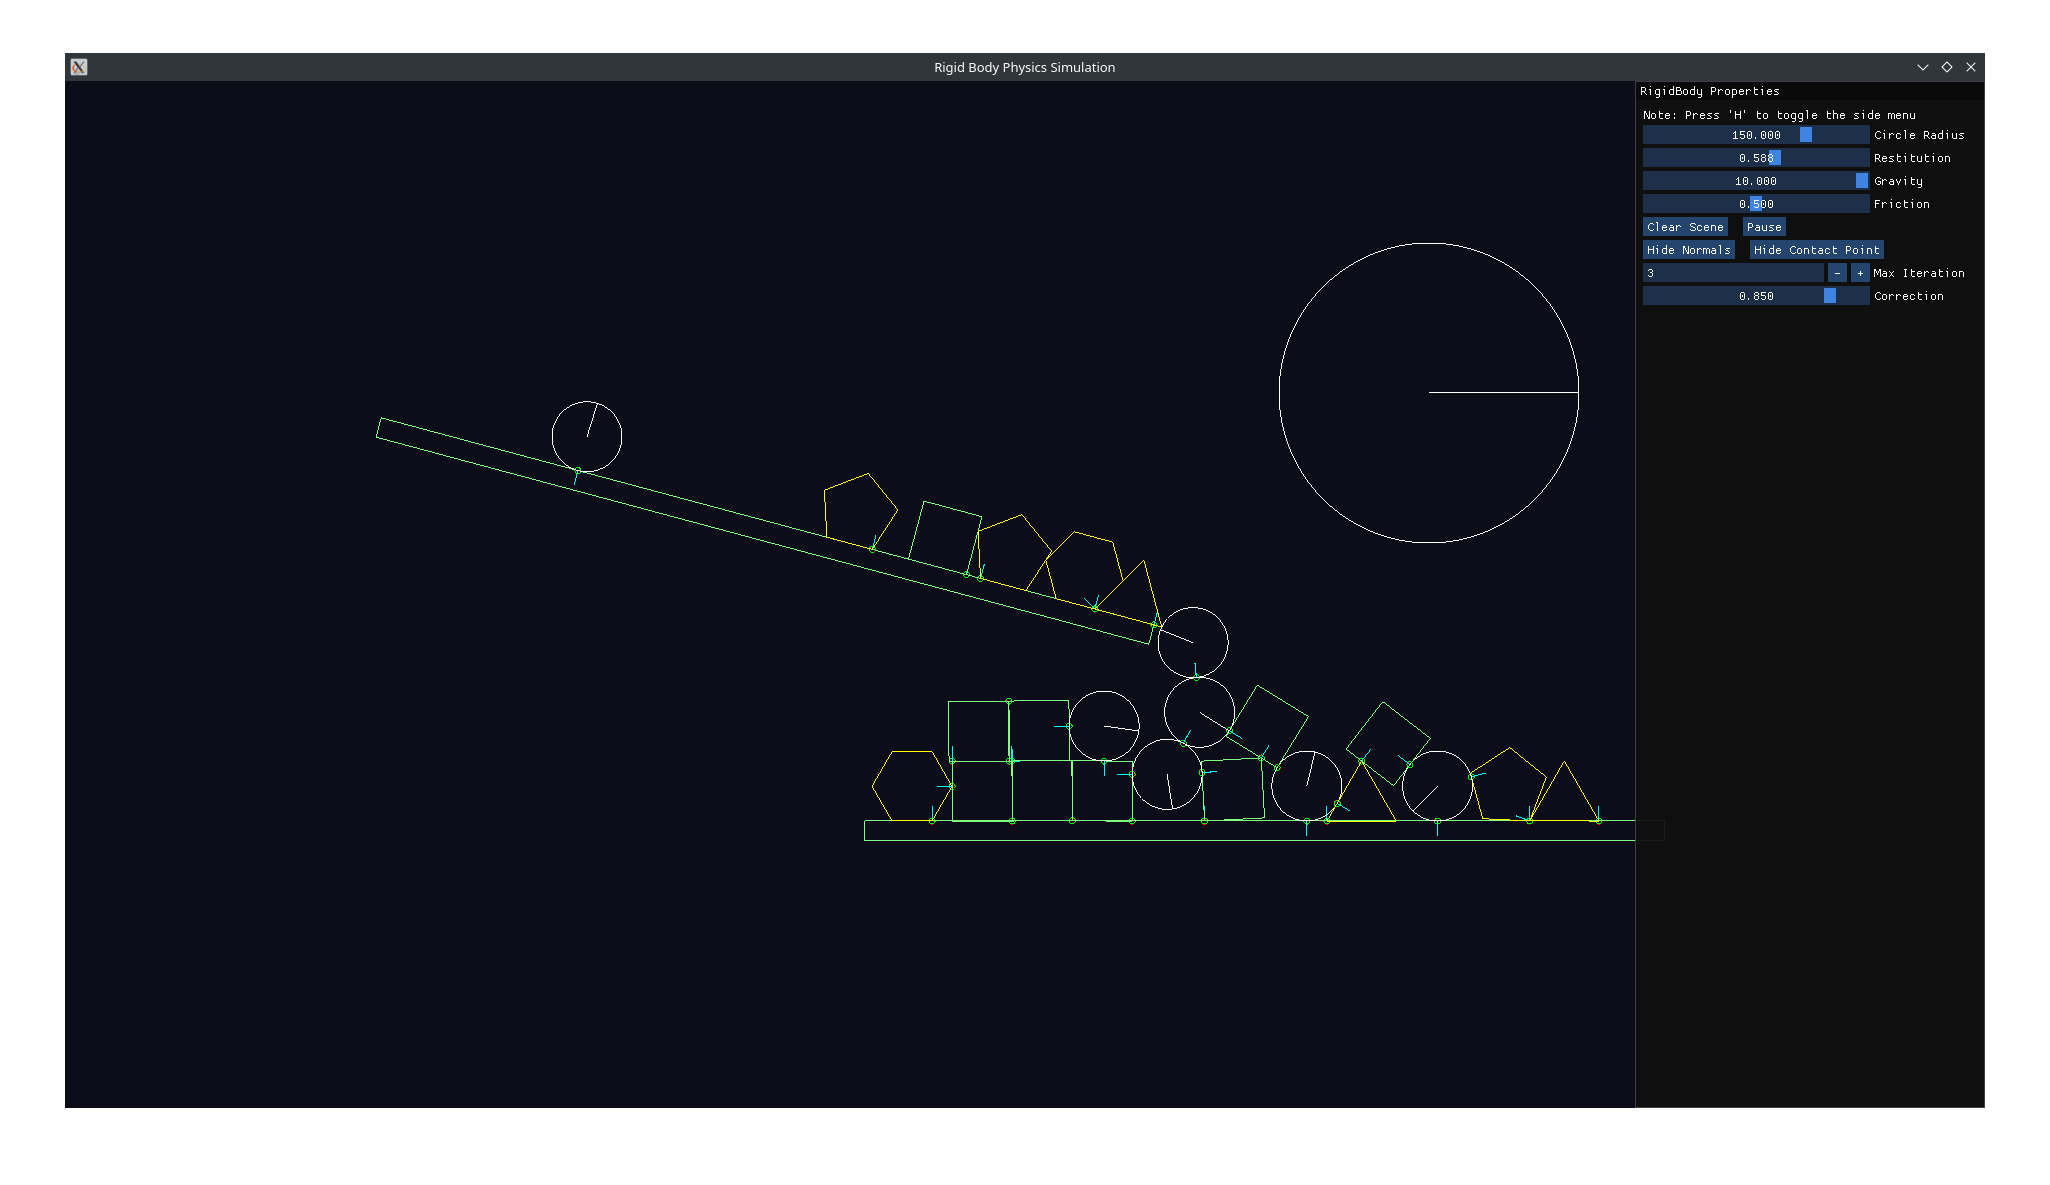 Rigid Body Physics Simulation
RigidBody Properties
Note: Press 'H' to toggle the side menu
150.000 Circle Radius
0.588 Restitution
10.000 Gravity
0.500 Friction
Clear Scene Pause
Hide Normals Hide Contact Point
3 - + Max Iteration
0.850 Correction